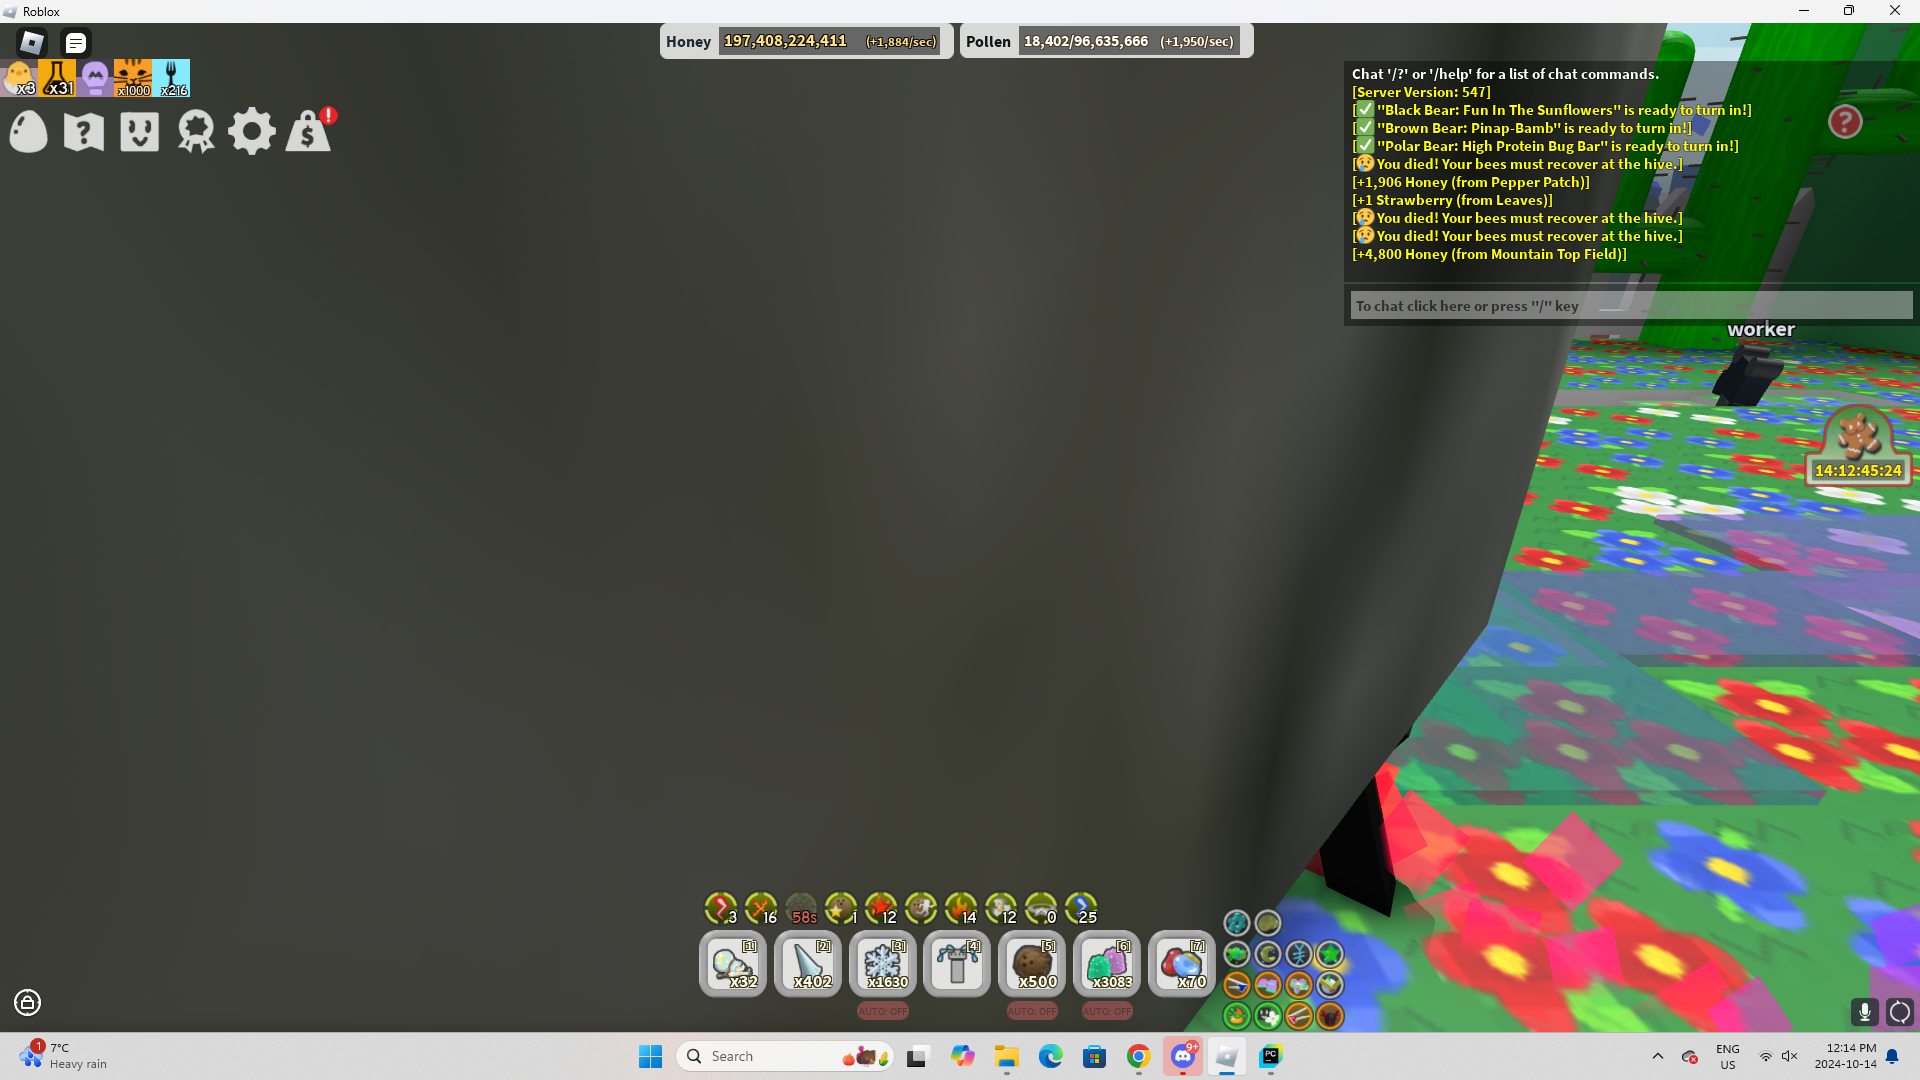 Roblox
Honey 197,408,224,411 (+1,884/sec)
Pollen 18,402/96,635,666 (+1,950/sec)
x3 x31 x1000 x216
Chat '/?' or '/help' for a list of chat commands.
[Server Version: 547]
[✅ "Black Bear: Fun In The Sunflowers" is ready to turn in!]
[✅ "Brown Bear: Pinap-Bamb" is ready to turn in!]
[✅ "Polar Bear: High Protein Bug Bar" is ready to turn in!]
[😢You died! Your bees must recover at the hive.]
[+1,906 Honey (from Pepper Patch)]
[+1 Strawberry (from Leaves)]
[😢You died! Your bees must recover at the hive.]
[😢You died! Your bees must recover at the hive.]
[+4,800 Honey (from Mountain Top Field)]
To chat click here or press "/" key
worker
14:12:45:24
3 16 58s 1 12 14 12 0 25
[1] [2] [3] [4] [5] [6] [7]
x32 x402 x1630 x500 x3083 x70
AUTO: OFF AUTO: OFF AUTO: OFF
1
7°C
Heavy rain
Search
9+
PC
ENG
US
12:14 PM
2024-10-14